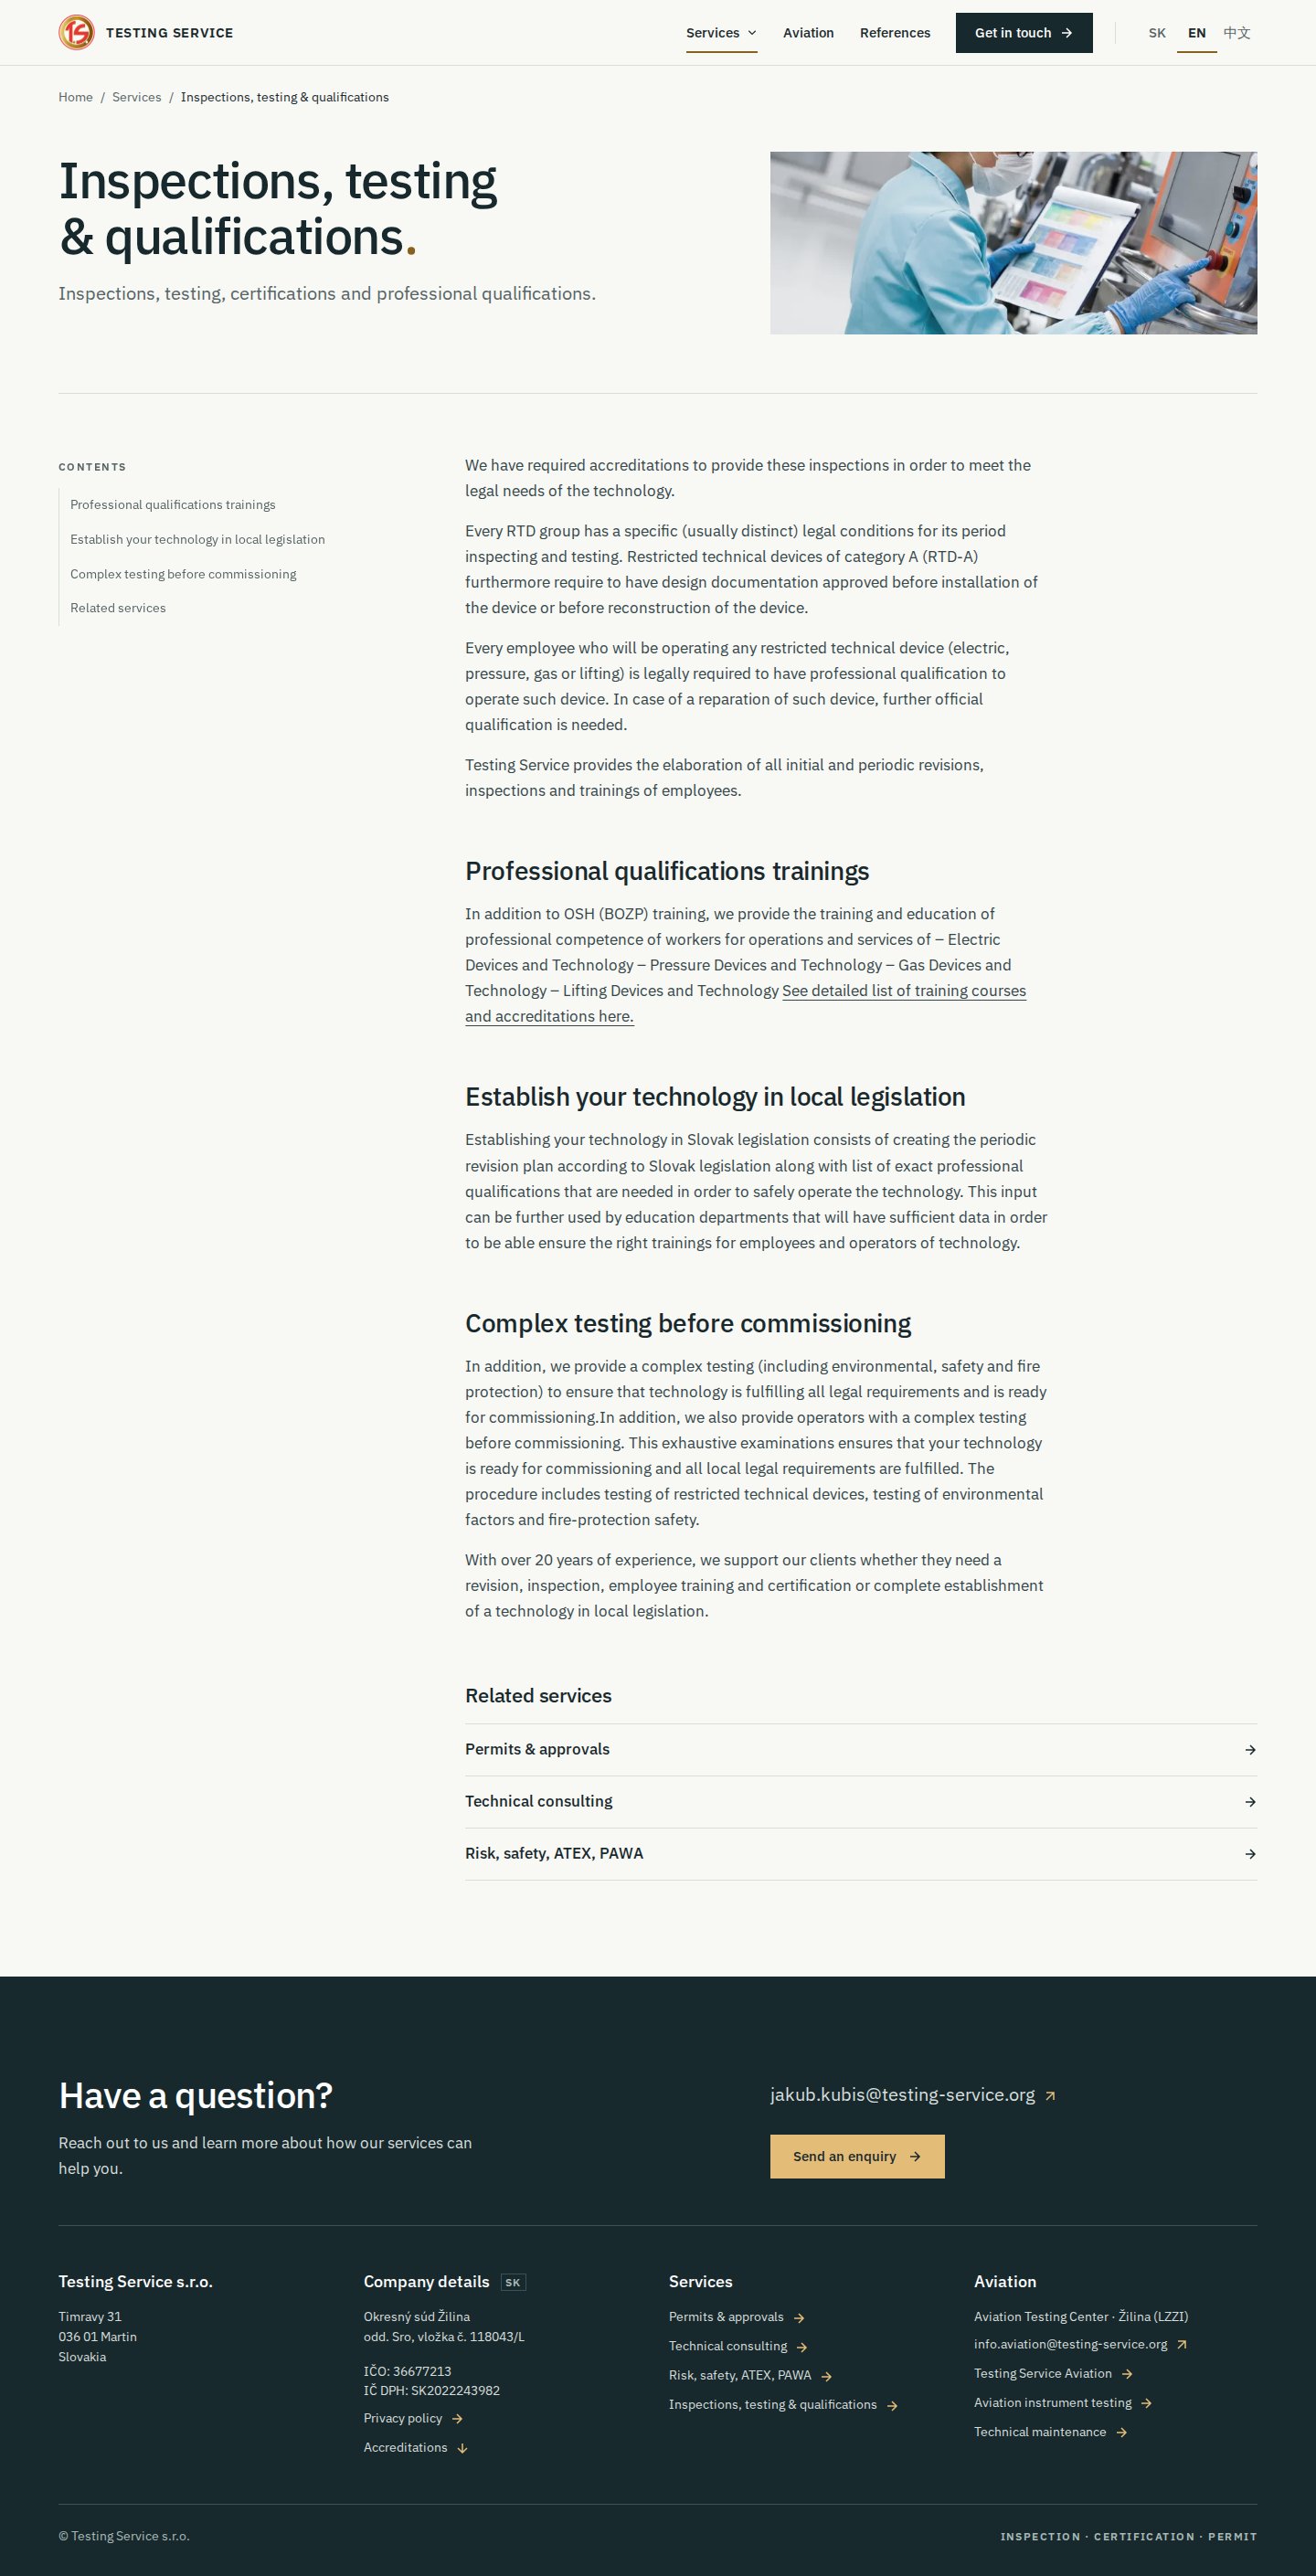 TESTING SERVICE
Services
Aviation
References
Get in touch
SK
EN
中文
Home / Services / Inspections, testing & qualifications
Inspections, testing
& qualifications.
Inspections, testing, certifications and professional qualifications.
CONTENTS
Professional qualifications trainings
Establish your technology in local legislation
Complex testing before commissioning
Related services
We have required accreditations to provide these inspections in order to meet the
legal needs of the technology.
Every RTD group has a specific (usually distinct) legal conditions for its period
inspecting and testing. Restricted technical devices of category A (RTD-A)
furthermore require to have design documentation approved before installation of
the device or before reconstruction of the device.
Every employee who will be operating any restricted technical device (electric,
pressure, gas or lifting) is legally required to have professional qualification to
operate such device. In case of a reparation of such device, further official
qualification is needed.
Testing Service provides the elaboration of all initial and periodic revisions,
inspections and trainings of employees.
Professional qualifications trainings
In addition to OSH (BOZP) training, we provide the training and education of
professional competence of workers for operations and services of – Electric
Devices and Technology – Pressure Devices and Technology – Gas Devices and
Technology – Lifting Devices and Technology See detailed list of training courses
and accreditations here.
Establish your technology in local legislation
Establishing your technology in Slovak legislation consists of creating the periodic
revision plan according to Slovak legislation along with list of exact professional
qualifications that are needed in order to safely operate the technology. This input
can be further used by education departments that will have sufficient data in order
to be able ensure the right trainings for employees and operators of technology.
Complex testing before commissioning
In addition, we provide a complex testing (including environmental, safety and fire
protection) to ensure that technology is fulfilling all legal requirements and is ready
for commissioning.In addition, we also provide operators with a complex testing
before commissioning. This exhaustive examinations ensures that your technology
is ready for commissioning and all local legal requirements are fulfilled. The
procedure includes testing of restricted technical devices, testing of environmental
factors and fire-protection safety.
With over 20 years of experience, we support our clients whether they need a
revision, inspection, employee training and certification or complete establishment
of a technology in local legislation.
Related services
Permits & approvals
Technical consulting
Risk, safety, ATEX, PAWA
Have a question?
Reach out to us and learn more about how our services can
help you.
jakub.kubis@testing-service.org
Send an enquiry
Testing Service s.r.o.
Timravy 31
036 01 Martin
Slovakia
Company details SK
Okresný súd Žilina
odd. Sro, vložka č. 118043/L
IČO: 36677213
IČ DPH: SK2022243982
Privacy policy
Accreditations
Services
Permits & approvals
Technical consulting
Risk, safety, ATEX, PAWA
Inspections, testing & qualifications
Aviation
Aviation Testing Center · Žilina (LZZI)
info.aviation@testing-service.org
Testing Service Aviation
Aviation instrument testing
Technical maintenance
© Testing Service s.r.o.
INSPECTION · CERTIFICATION · PERMIT